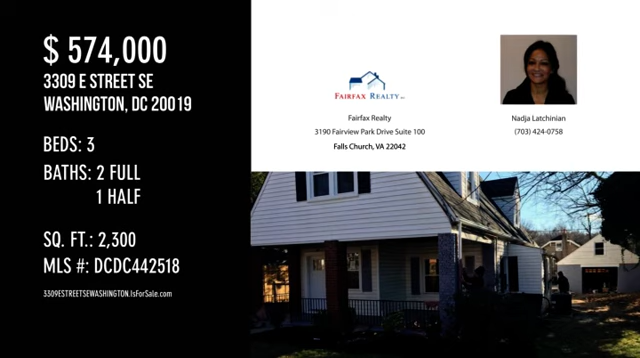 $ 574,000
3309 E STREET SE
WASHINGTON, DC 20019
BEDS: 3
BATHS: 2 FULL
1 HALF
SQ. FT.: 2,300
MLS #: DCDC442518
3309ESTREETSEWASHINGTON.IsForSale.com
FAIRFAX REALTY
Fairfax Realty
3190 Fairview Park Drive Suite 100
Falls Church, VA 22042
Nadja Latchinian
(703) 424-0758